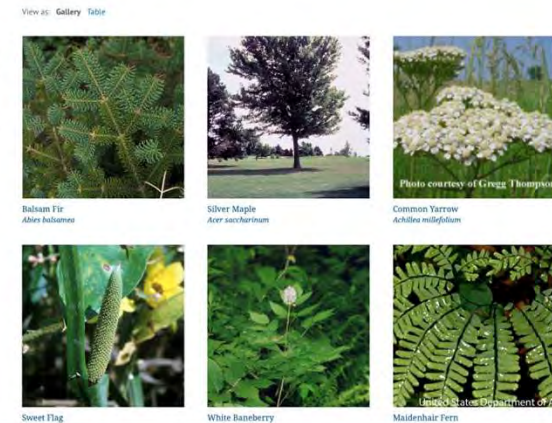 View as: Gallery Table
Photo courtesy of Gregg Thompson
Balsam Fir
Abies balsamea
Silver Maple
Acer saccharinum
Common Yarrow
Achillea millefolium
United States Department of A
Sweet Flag
White Baneberry
Maidenhair Fern